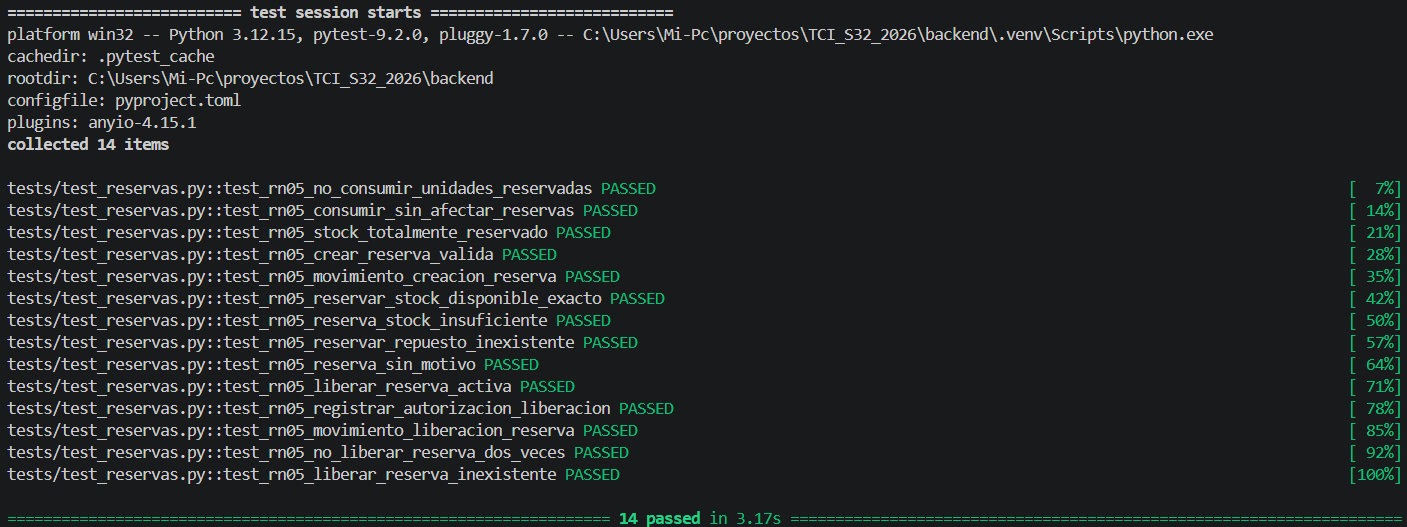 ========================== test session starts ===========================
platform win32 -- Python 3.12.15, pytest-9.2.0, pluggy-1.7.0 -- C:\Users\Mi-Pc\proyectos\TCI_S32_2026\backend\.venv\Scripts\python.exe
cachedir: .pytest_cache
rootdir: C:\Users\Mi-Pc\proyectos\TCI_S32_2026\backend
configfile: pyproject.toml
plugins: anyio-4.15.1
collected 14 items

tests/test_reservas.py::test_rn05_no_consumir_unidades_reservadas PASSED [  7%]
tests/test_reservas.py::test_rn05_consumir_sin_afectar_reservas PASSED [ 14%]
tests/test_reservas.py::test_rn05_stock_totalmente_reservado PASSED [ 21%]
tests/test_reservas.py::test_rn05_crear_reserva_valida PASSED [ 28%]
tests/test_reservas.py::test_rn05_movimiento_creacion_reserva PASSED [ 35%]
tests/test_reservas.py::test_rn05_reservar_stock_disponible_exacto PASSED [ 42%]
tests/test_reservas.py::test_rn05_reserva_stock_insuficiente PASSED [ 50%]
tests/test_reservas.py::test_rn05_reservar_repuesto_inexistente PASSED [ 57%]
tests/test_reservas.py::test_rn05_reserva_sin_motivo PASSED [ 64%]
tests/test_reservas.py::test_rn05_liberar_reserva_activa PASSED [ 71%]
tests/test_reservas.py::test_rn05_registrar_autorizacion_liberacion PASSED [ 78%]
tests/test_reservas.py::test_rn05_movimiento_liberacion_reserva PASSED [ 85%]
tests/test_reservas.py::test_rn05_no_liberar_reserva_dos_veces PASSED [ 92%]
tests/test_reservas.py::test_rn05_liberar_reserva_inexistente PASSED [100%]

=================================================================== 14 passed in 3.17s ====================================================================